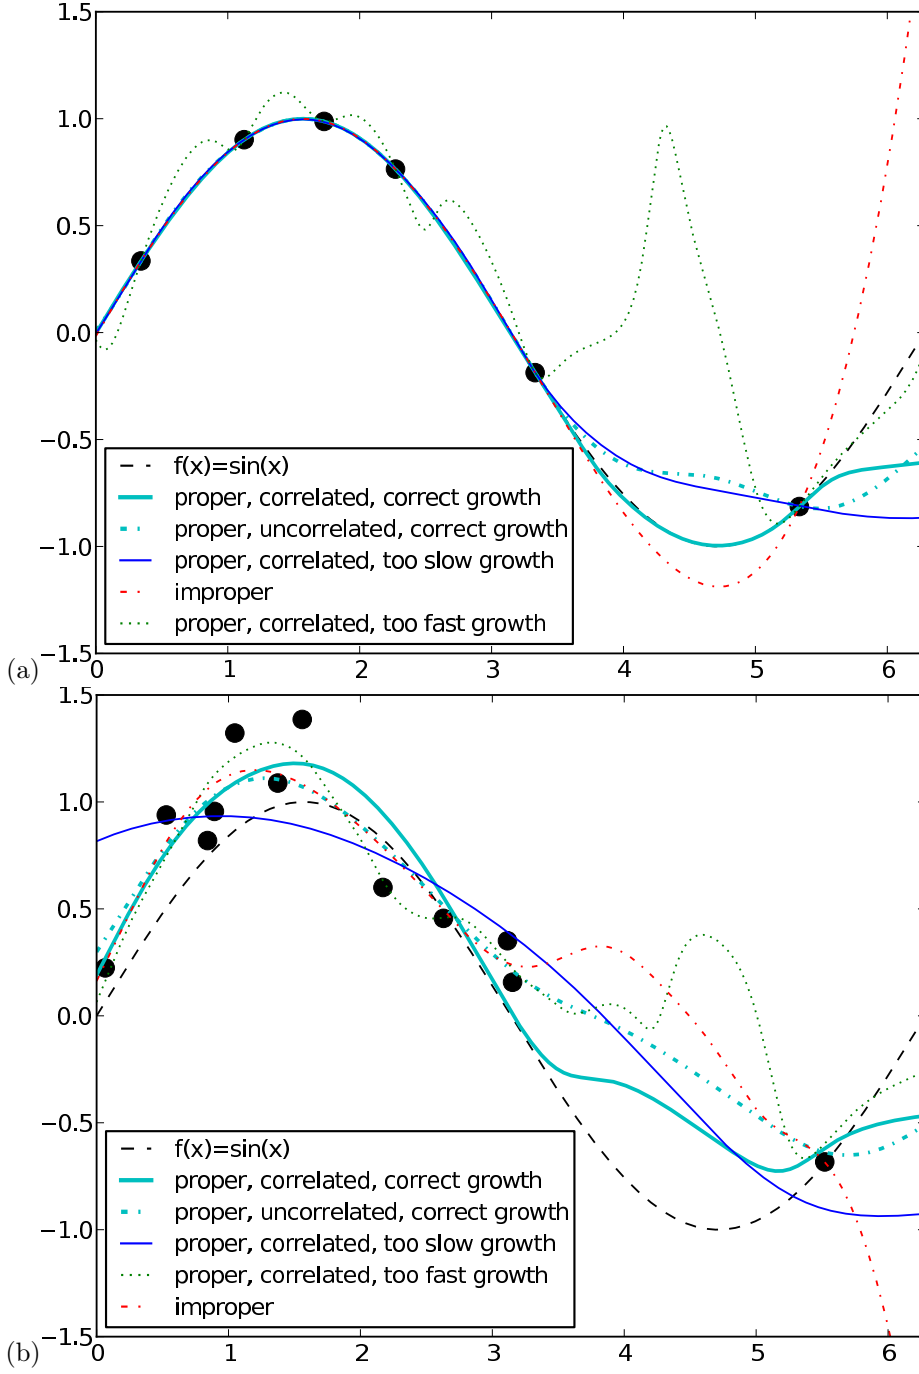 1.5
1.0
0.5
0.0
−0.5
−1.0
−1.5
f(x)=sin(x)
proper, correlated, correct growth
proper, uncorrelated, correct growth
proper, correlated, too slow growth
improper
proper, correlated, too fast growth
(a)
0 1 2 3 4 5 6
1.5
1.0
0.5
0.0
−0.5
−1.0
−1.5
f(x)=sin(x)
proper, correlated, correct growth
proper, uncorrelated, correct growth
proper, correlated, too slow growth
proper, correlated, too fast growth
improper
(b)
0 1 2 3 4 5 6